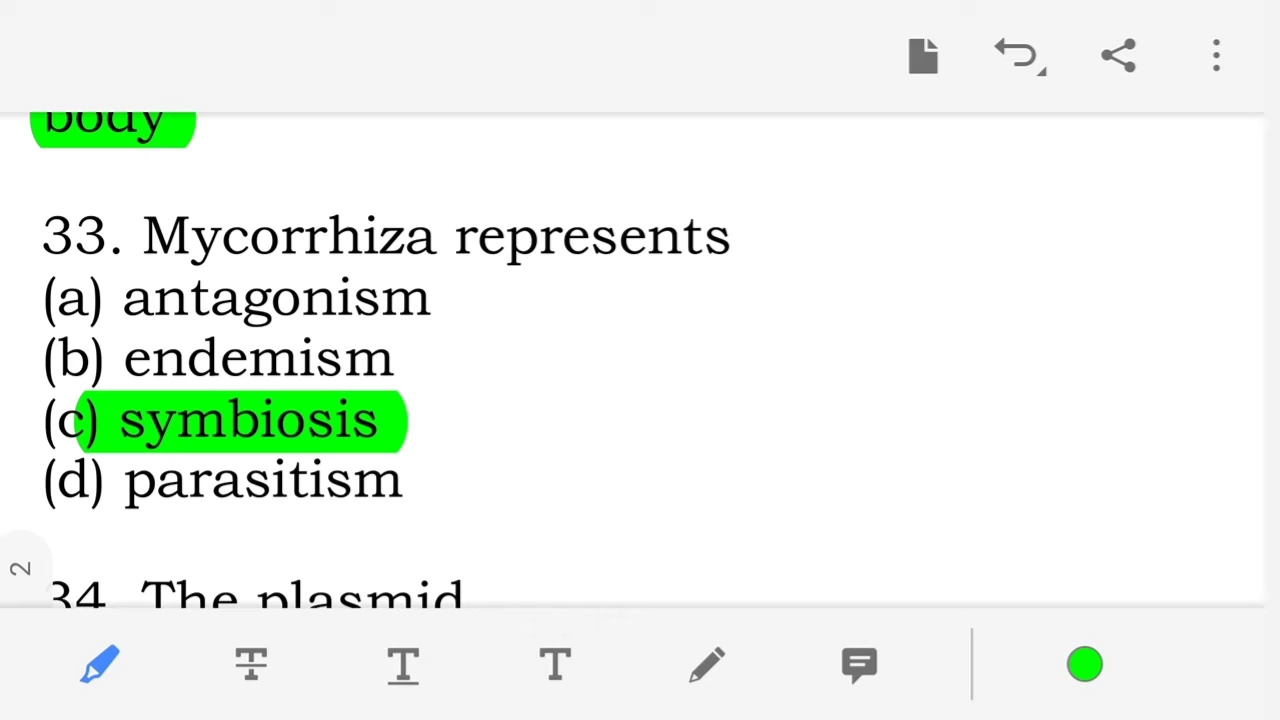 body
33. Mycorrhiza represents
(a) antagonism
(b) endemism
(c) symbiosis
(d) parasitism
2
34. The plasmid